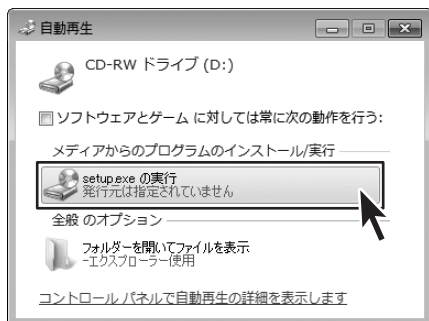 自動再生
CD-RW ドライブ (D:)
ソフトウェアとゲーム に対しては常に次の動作を行う:
メディアからのプログラムのインストール/実行
setup.exe の実行
発行元は指定されていません
全般 のオプション
フォルダーを開いてファイルを表示
-エクスプローラー使用
コントロール パネルで自動再生の詳細を表示します